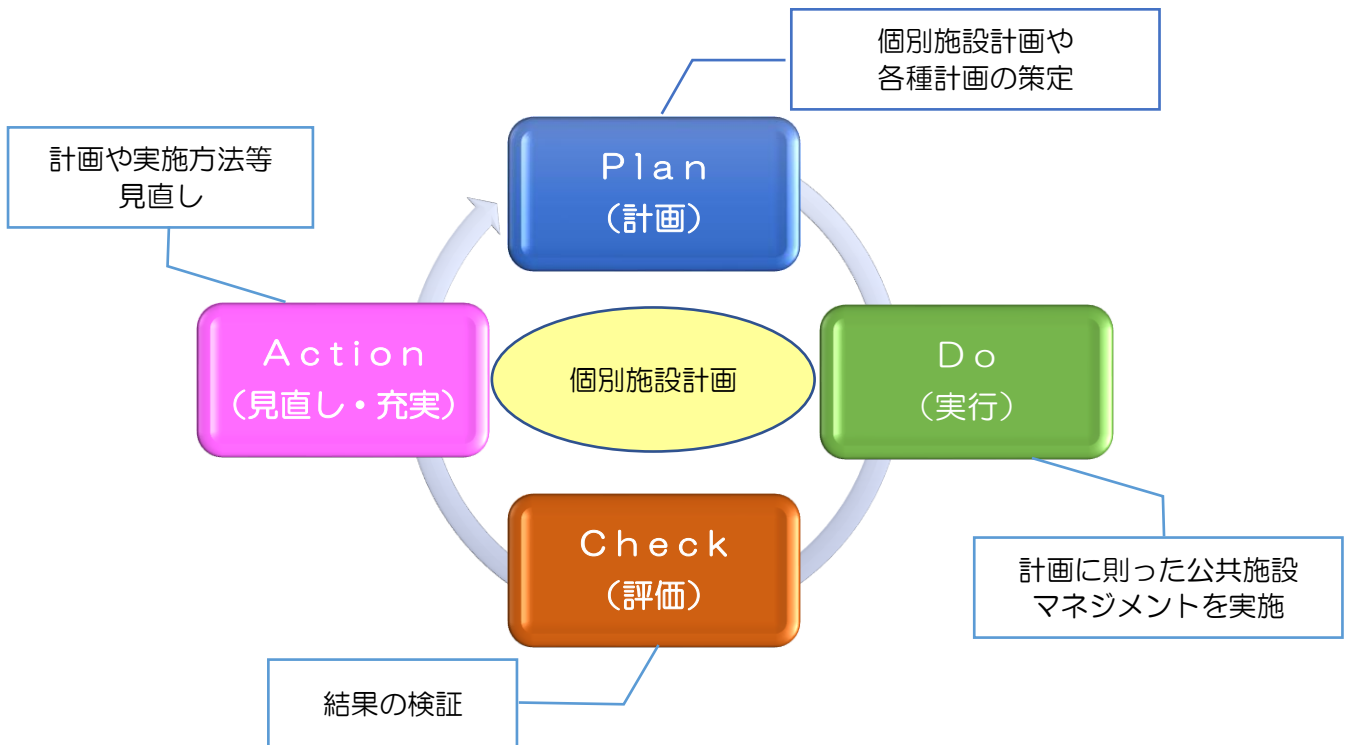 個別施設計画や
各種計画の策定
計画や実施方法等
見直し
Plan
（計画）
Action
（見直し・充実）
個別施設計画
Do
（実行）
Check
（評価）
計画に則った公共施設
マネジメントを実施
結果の検証